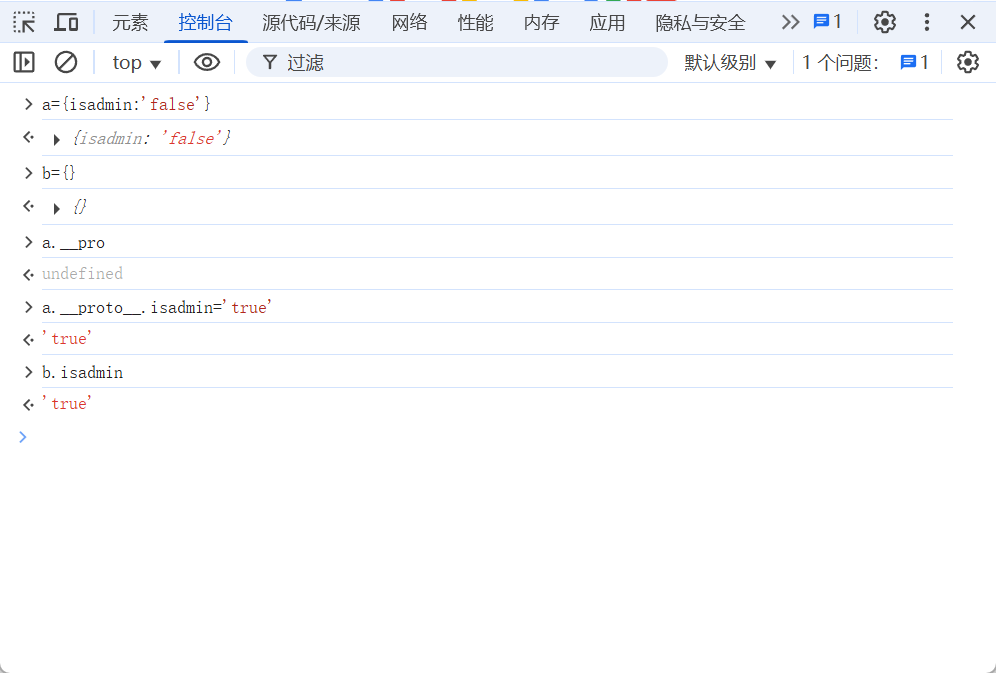 元素 控制台 源代码/来源 网络 性能 内存 应用 隐私与安全 1
top 过滤 默认级别 1 个问题: 1
a={isadmin:'false'}
{isadmin: 'false'}
b={}
{}
a.__pro
undefined
a.__proto__.isadmin='true'
'true'
b.isadmin
'true'